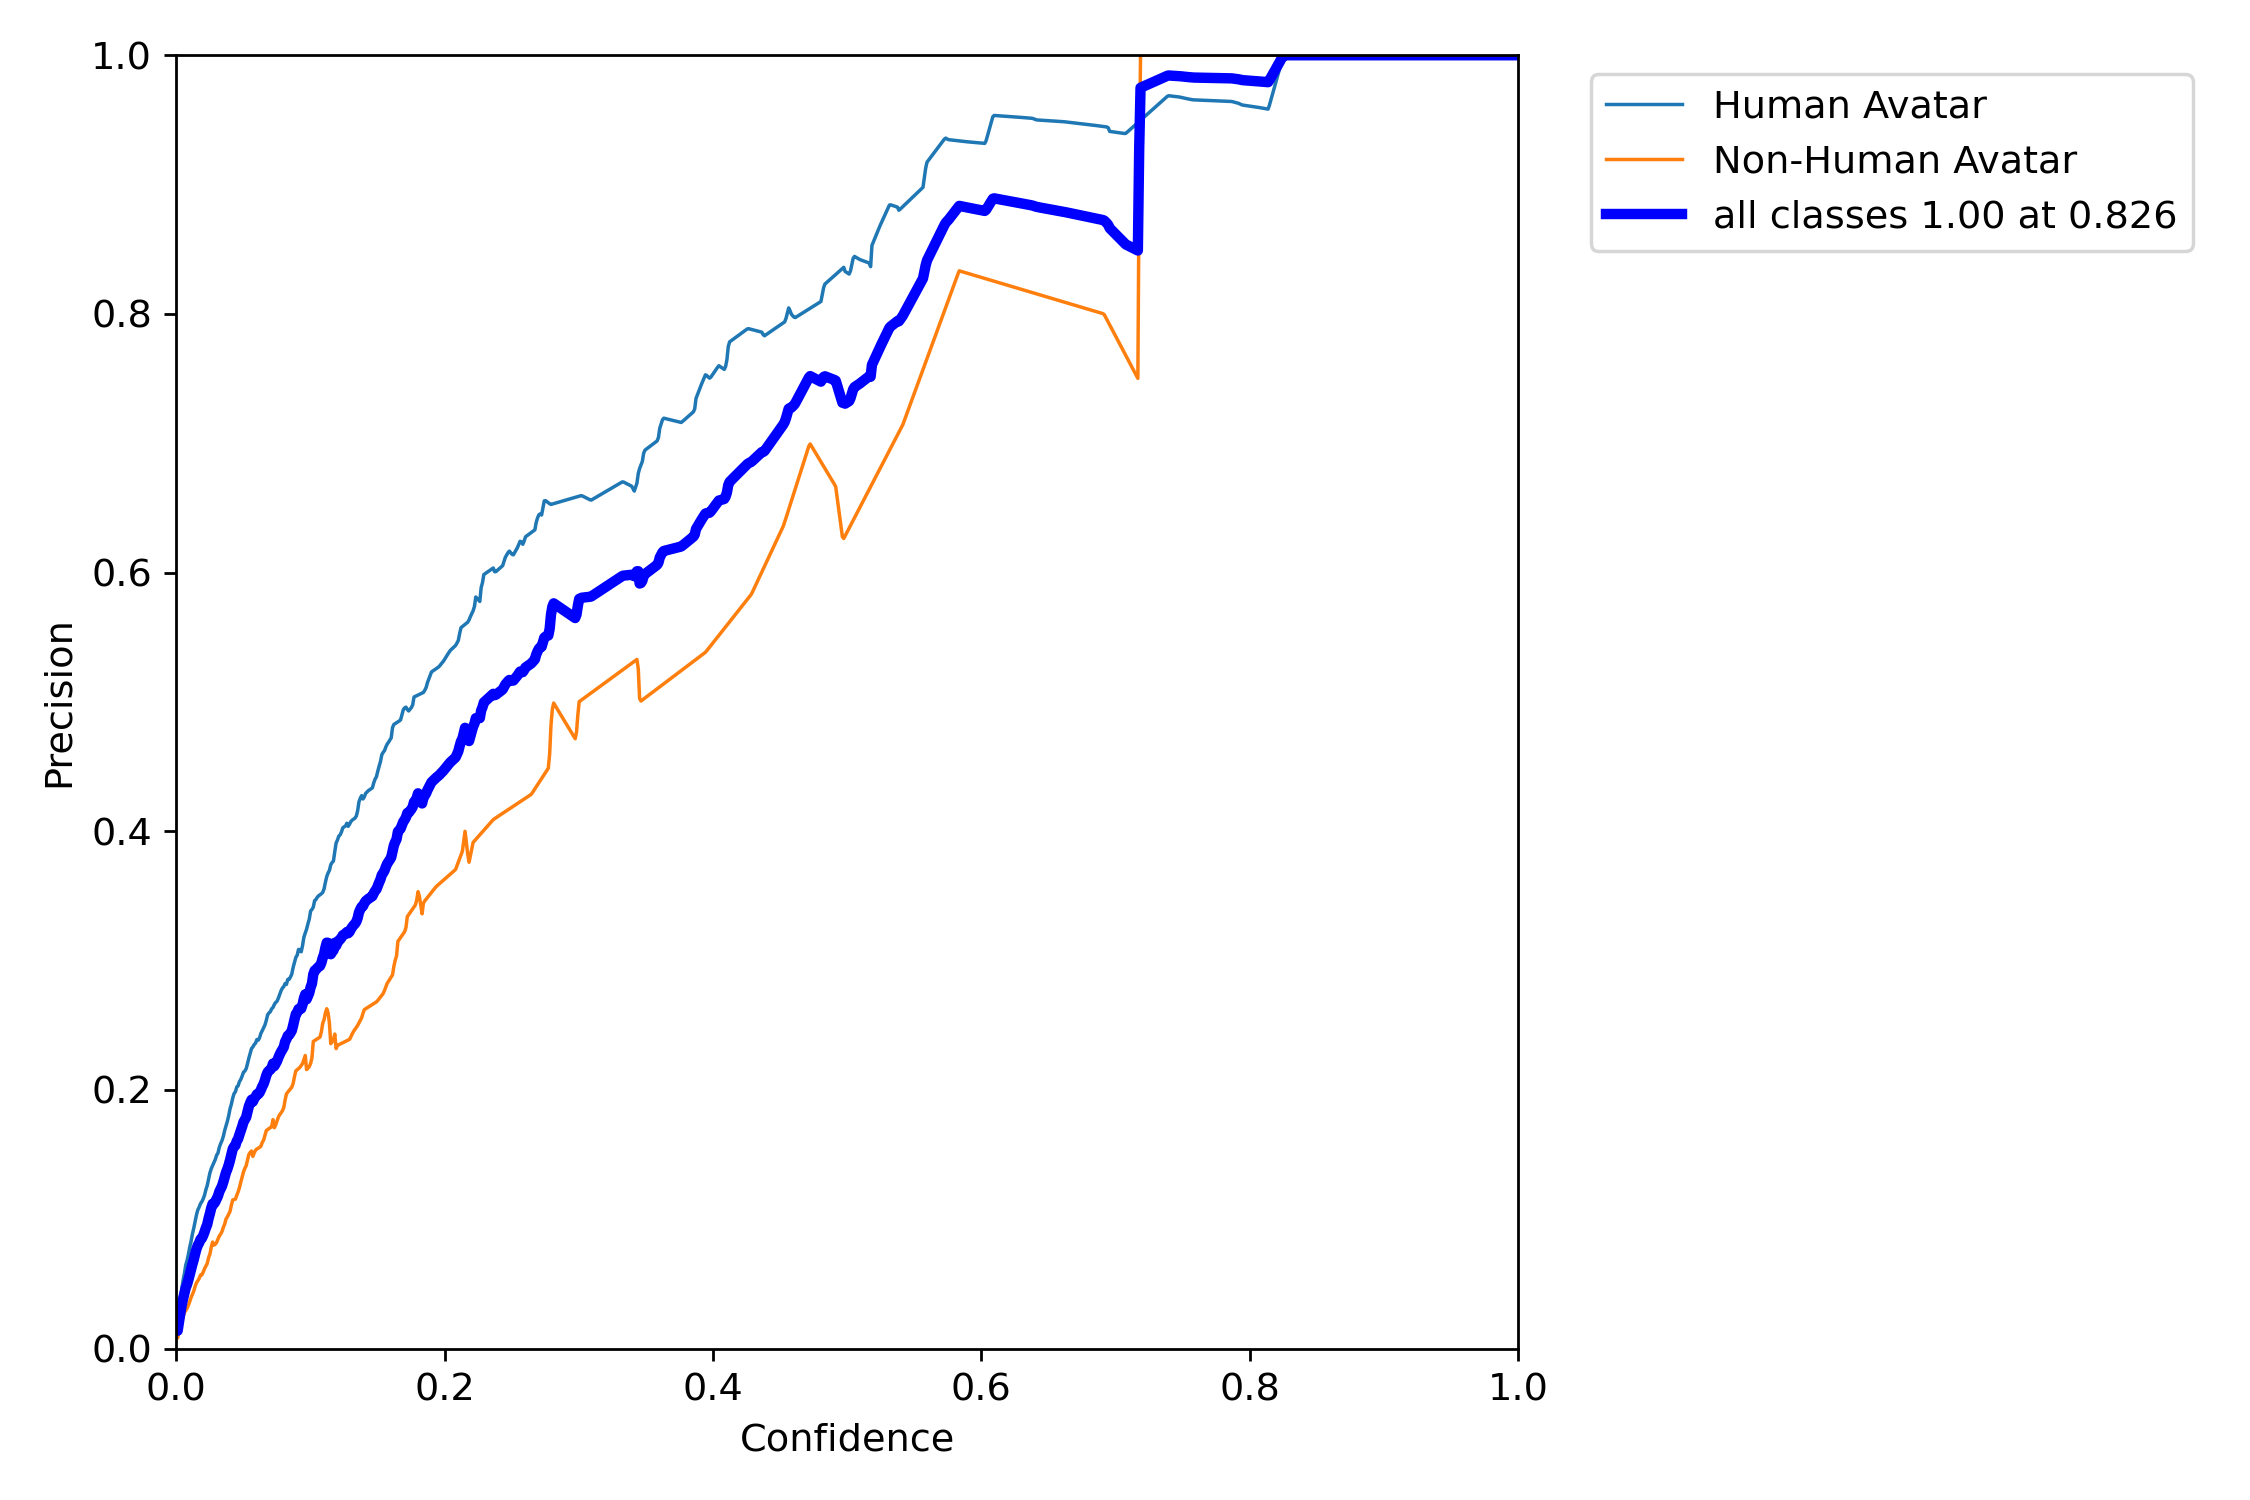 1.0
0.8
0.6
0.4
0.2
0.0
Precision
0.0 0.2 0.4 0.6 0.8 1.0
Confidence
Human Avatar
Non-Human Avatar
all classes 1.00 at 0.826